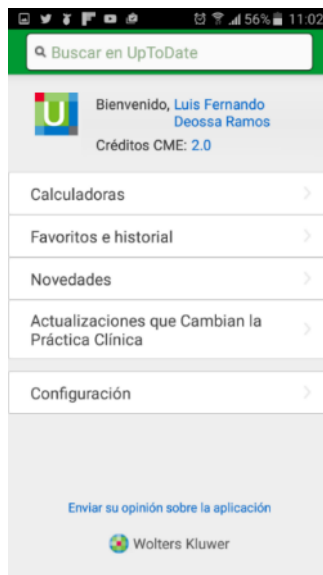 56% 11:02
Buscar en UpToDate
U
Bienvenido, Luis Fernando
Deossa Ramos
Créditos CME: 2.0
Calculadoras
Favoritos e historial
Novedades
Actualizaciones que Cambian la
Práctica Clínica
Configuración
Enviar su opinión sobre la aplicación
Wolters Kluwer